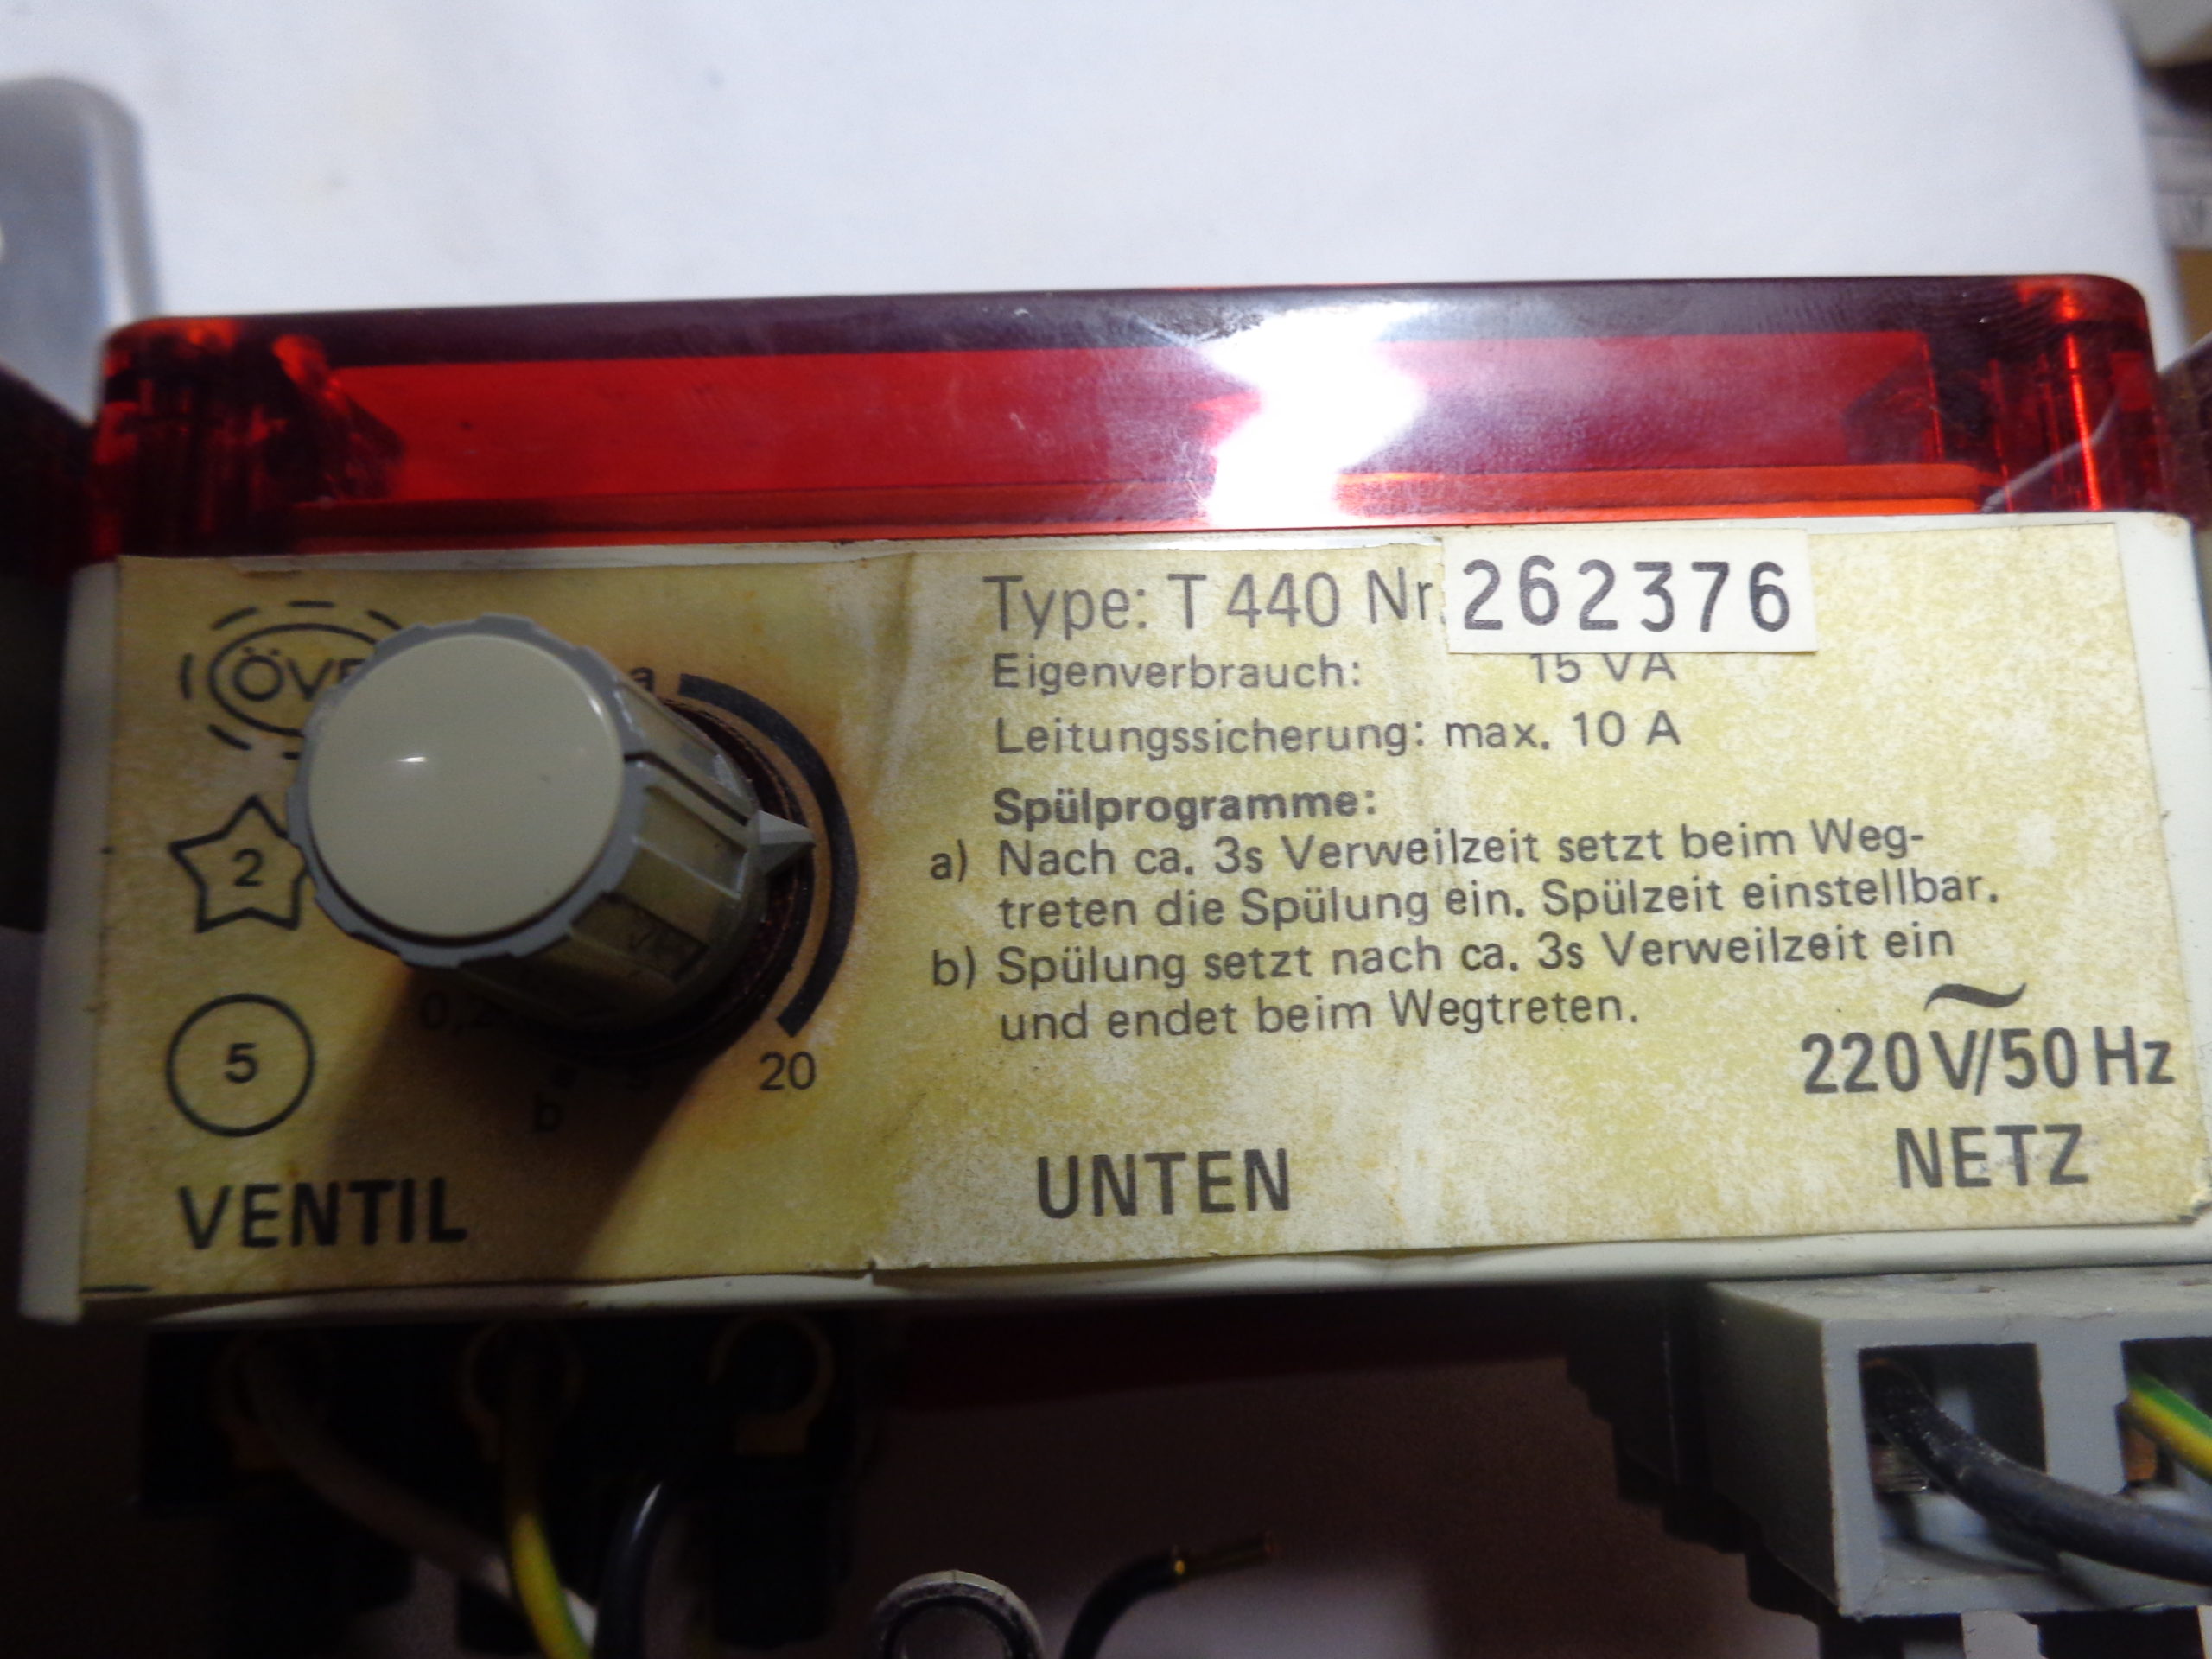 Type: T 440 Nr. 262376
Eigenverbrauch: 15 VA
Leitungssicherung: max. 10 A
Spülprogramme:
a) Nach ca. 3s Verweilzeit setzt beim Weg-
treten die Spülung ein. Spülzeit einstellbar.
b) Spülung setzt nach ca. 3s Verweilzeit ein
und endet beim Wegtreten.
~
220 V/50 Hz
NETZ
UNTEN
ÖVE
2
5
VENTIL
a
20
b